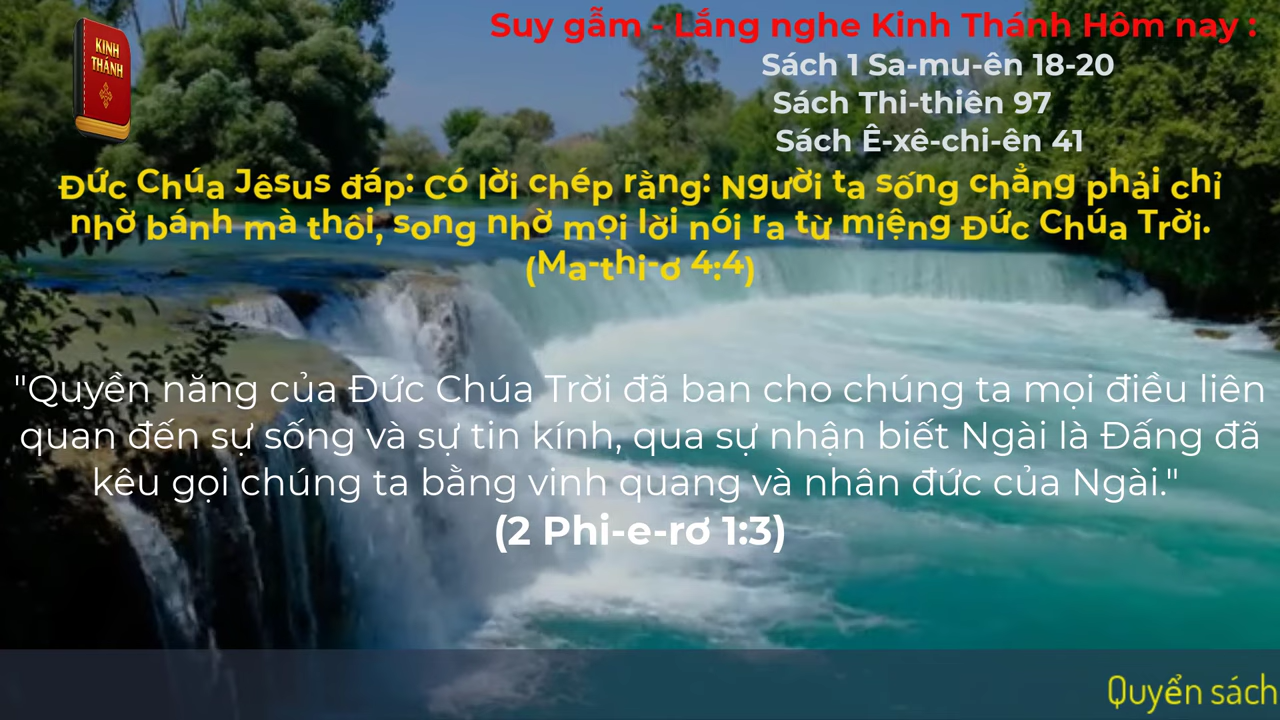 KINH
THÁNH
Suy gẫm - Lắng nghe Kinh Thánh Hôm nay :
Sách 1 Sa-mu-ên 18-20
Sách Thi-thiên 97
Sách Ê-xê-chi-ên 41
Đức Chúa Jêsus đáp: Có lời chép rằng: Người ta sống chẳng phải chỉ
nhờ bánh mà thôi, song nhờ mọi lời nói ra từ miệng Đức Chúa Trời.
(Ma-thi-ơ 4:4)
"Quyền năng của Đức Chúa Trời đã ban cho chúng ta mọi điều liên
quan đến sự sống và sự tin kính, qua sự nhận biết Ngài là Đấng đã
kêu gọi chúng ta bằng vinh quang và nhân đức của Ngài."
(2 Phi-e-rơ 1:3)
Quyển sách